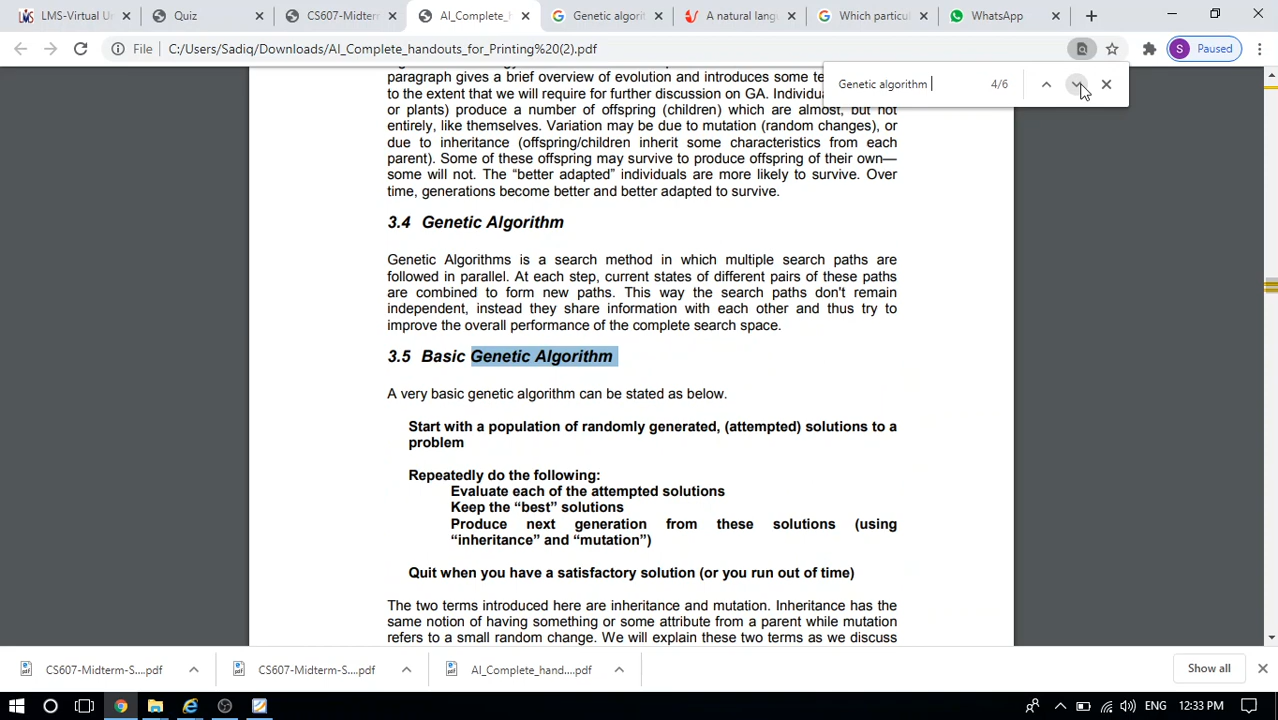 LMS-Virtual U
Quiz
CS607-Midterm
AI_Complete_h
Genetic algorit
A natural lang
Which particul
WhatsApp
File
C:/Users/Sadiq/Downloads/AI_Complete_handouts_for_Printing%20(2).pdf
S
Paused
Genetic algorithm
4/6
paragraph gives a brief overview of evolution and introduces some te
to the extent that we will require for further discussion on GA. Individua
or plants) produce a number of offspring (children) which are almost, but not
entirely, like themselves. Variation may be due to mutation (random changes), or
due to inheritance (offspring/children inherit some characteristics from each
parent). Some of these offspring may survive to produce offspring of their own—
some will not. The “better adapted” individuals are more likely to survive. Over
time, generations become better and better adapted to survive.
3.4 Genetic Algorithm
Genetic Algorithms is a search method in which multiple search paths are
followed in parallel. At each step, current states of different pairs of these paths
are combined to form new paths. This way the search paths don't remain
independent, instead they share information with each other and thus try to
improve the overall performance of the complete search space.
3.5 Basic Genetic Algorithm
A very basic genetic algorithm can be stated as below.
Start with a population of randomly generated, (attempted) solutions to a
problem
Repeatedly do the following:
Evaluate each of the attempted solutions
Keep the “best” solutions
Produce next generation from these solutions (using
“inheritance” and “mutation”)
Quit when you have a satisfactory solution (or you run out of time)
The two terms introduced here are inheritance and mutation. Inheritance has the
same notion of having something or some attribute from a parent while mutation
refers to a small random change. We will explain these two terms as we discuss
CS607-Midterm-S....pdf
CS607-Midterm-S....pdf
AI_Complete_hand....pdf
Show all
ENG
12:33 PM